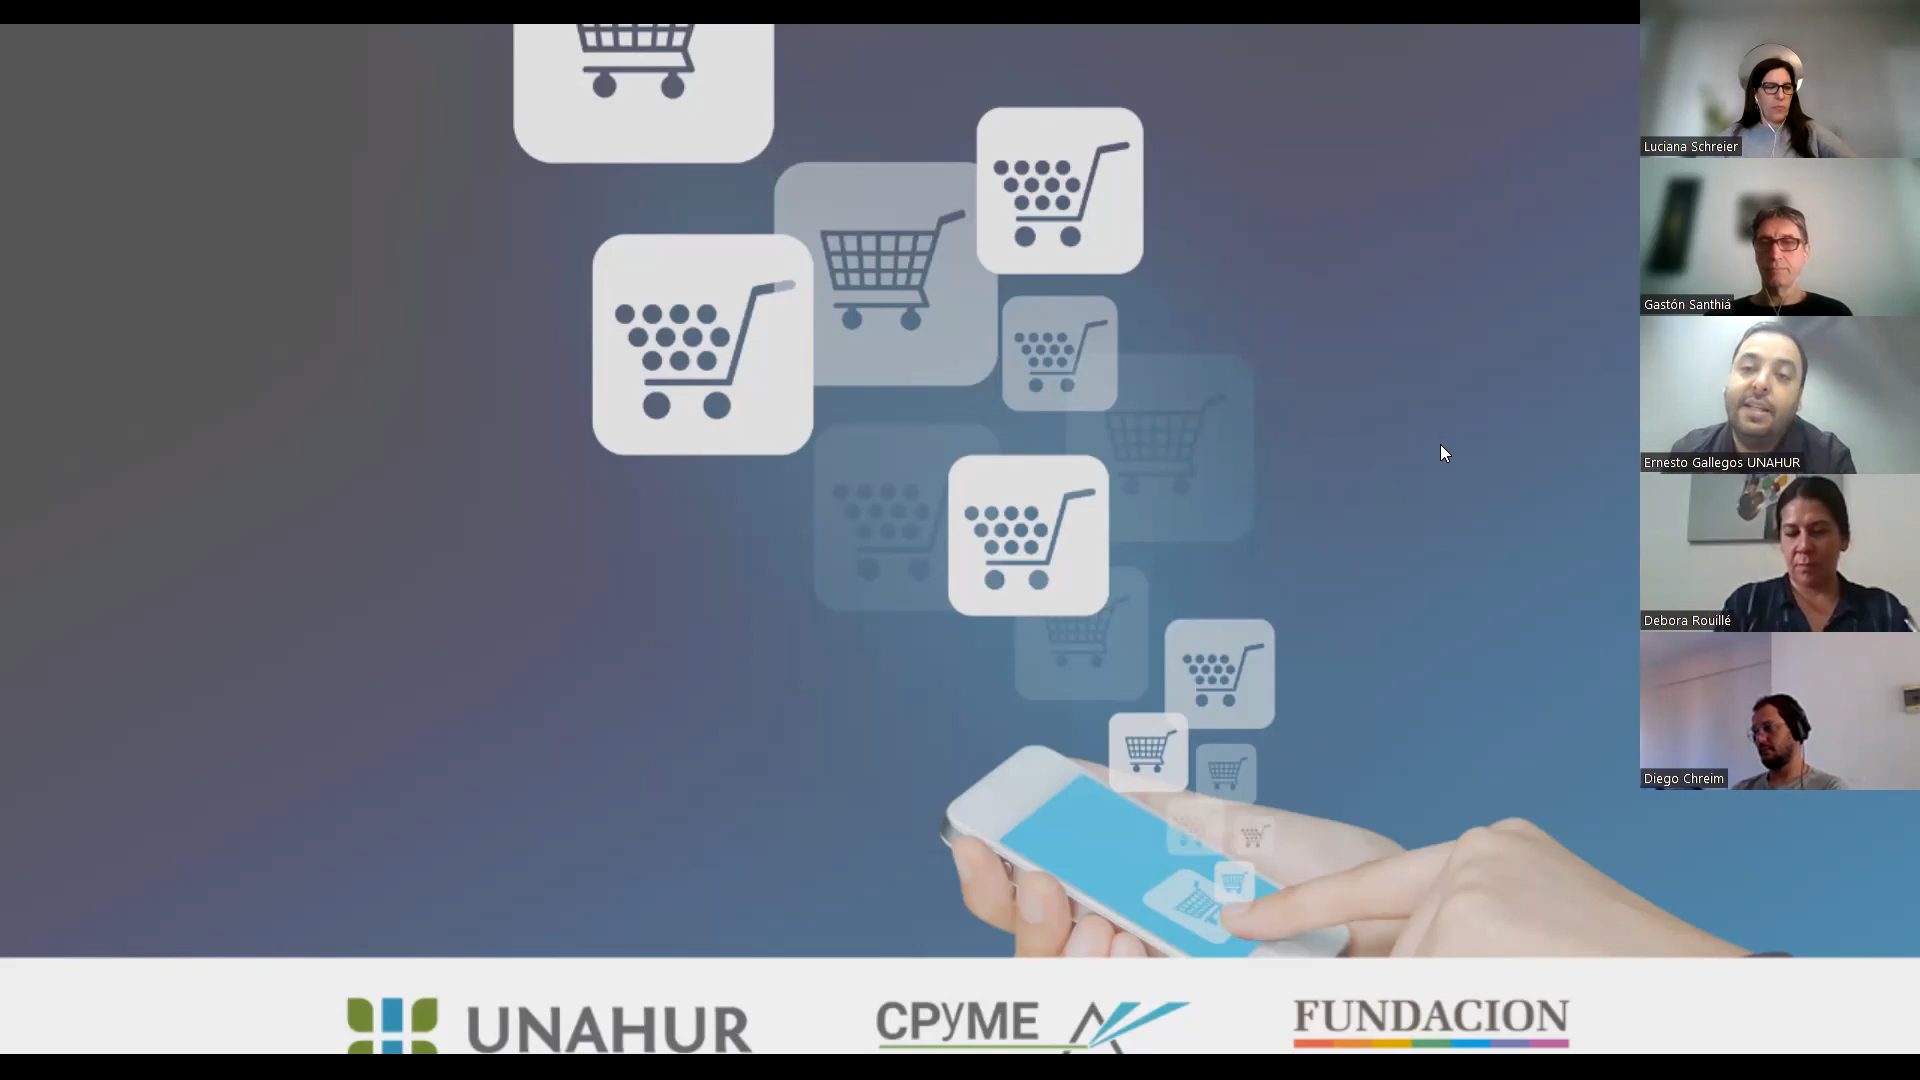 Luciana Schreier
Gastón Santhiá
Ernesto Gallegos UNAHUR
Debora Rouillé
Diego Chreim
UNAHUR
CPyME
FUNDACION